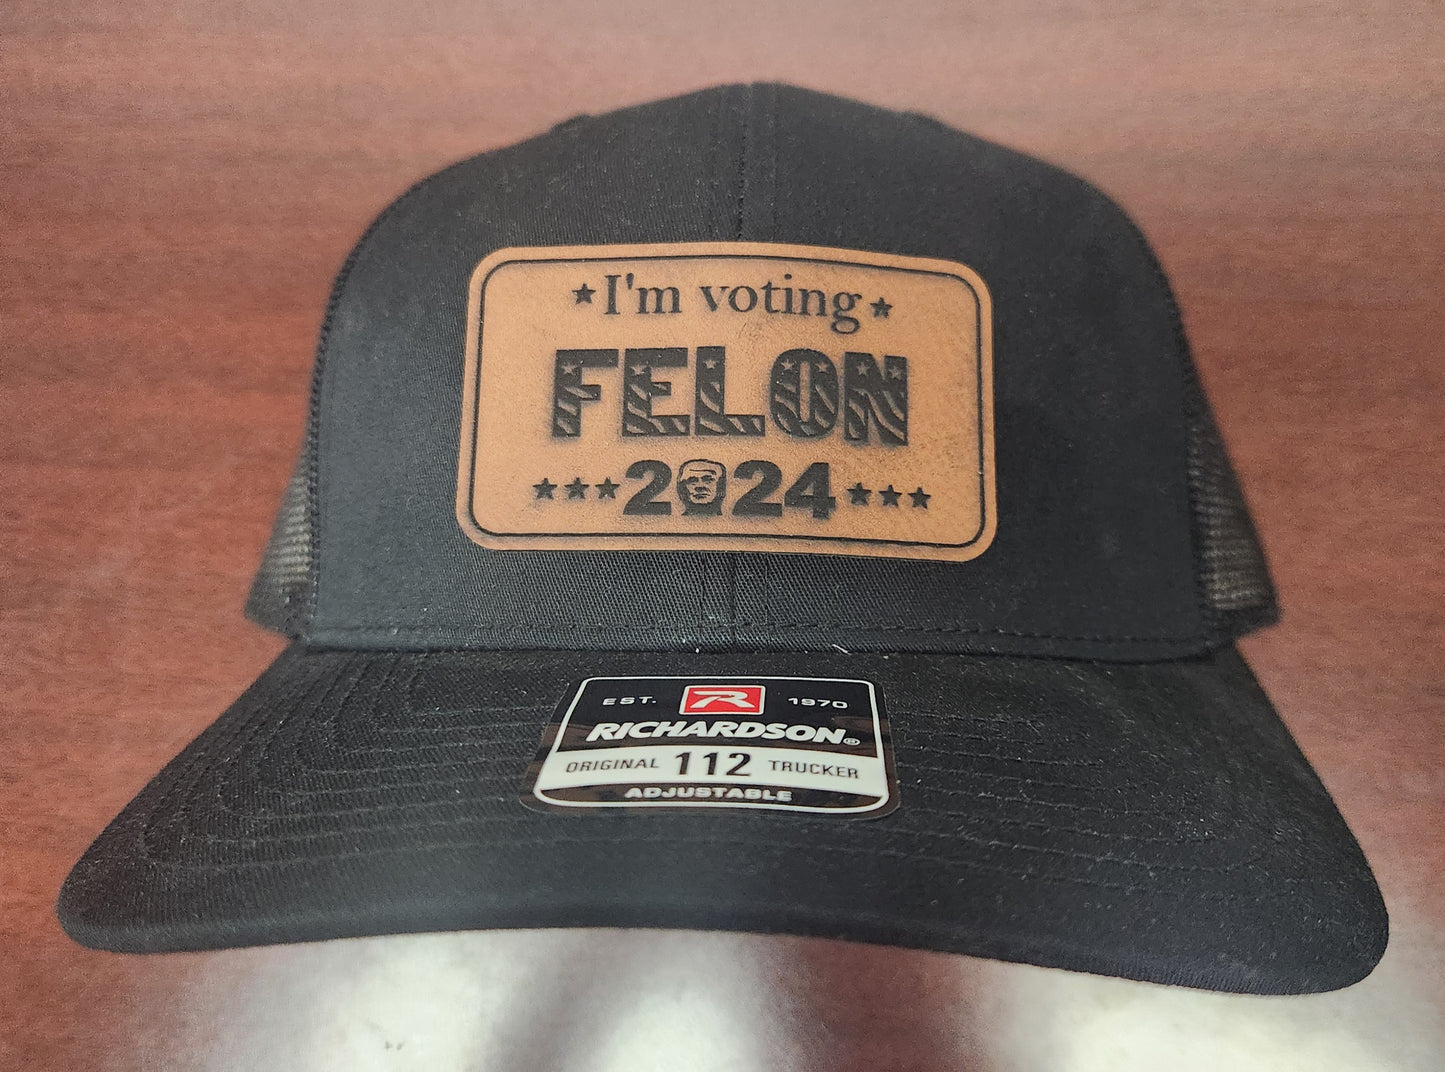 I'm voting
FELON
2024
EST. R 1970
RICHARDSON®
ORIGINAL 112 TRUCKER
ADJUSTABLE